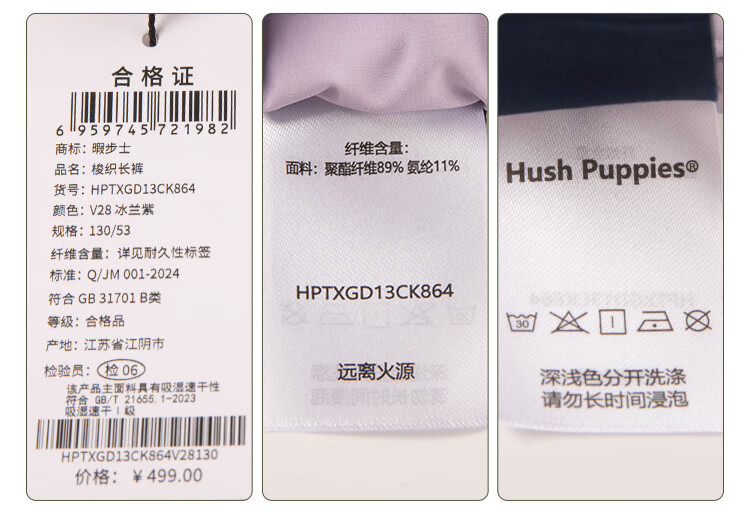 合格证
6 959745 721982
商标：暇步士
品名：梭织长裤
货号：HPTXGD13CK864
颜色：V28 冰兰紫
规格：130/53
纤维含量：详见耐久性标签
标准：Q/JM 001-2024
符合 GB 31701 B类
等级：合格品
产地：江苏省江阴市
检验员：检 06
该产品主面料具有吸湿速干性
符合 GB/T 21655.1-2023
吸湿速干Ⅰ级
HPTXGD13CK864V28130
价格：￥499.00
纤维含量：
面料：聚酯纤维89% 氨纶11%
HPTXGD13CK864
远离火源
Hush Puppies®
30
深浅色分开洗涤
请勿长时间浸泡